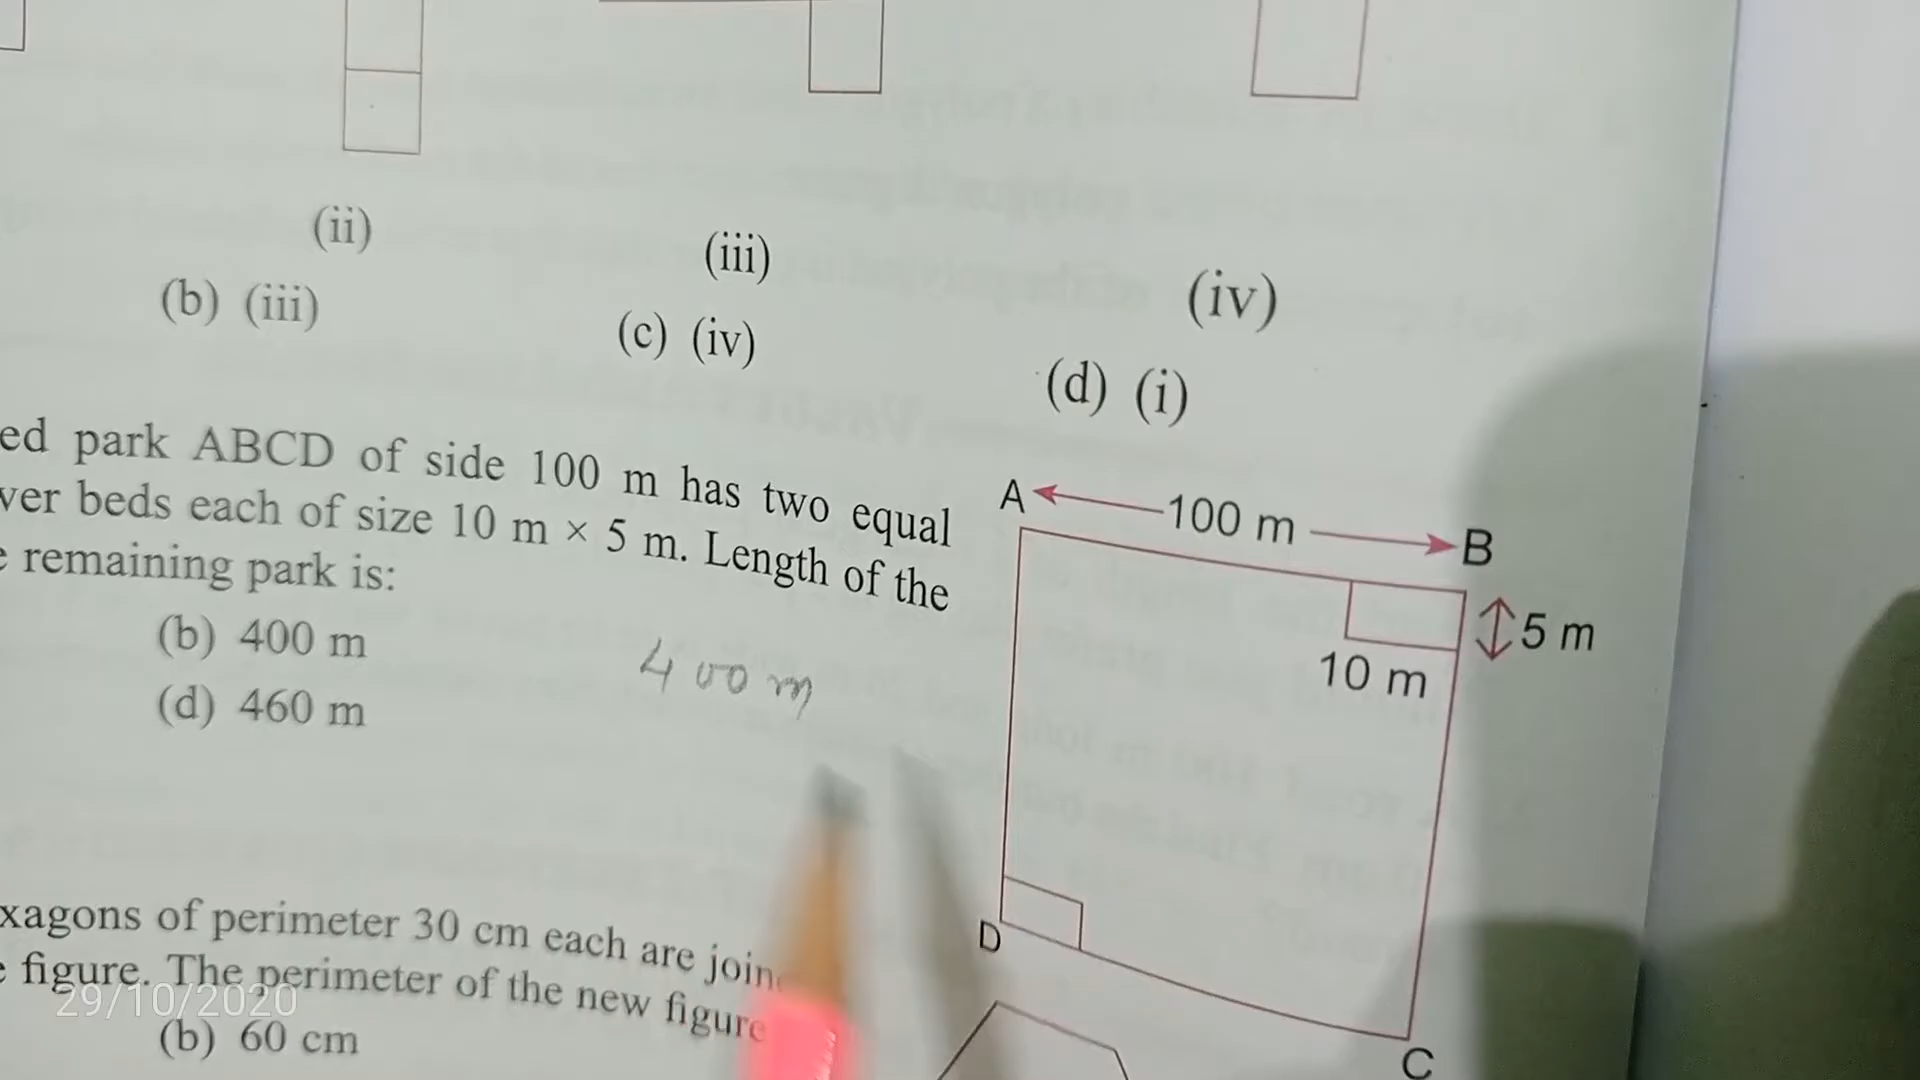 (ii)
(iii)
(iv)
(b) (iii)
(c) (iv)
(d) (i)
ed park ABCD of side 100 m has two equal
ver beds each of size 10 m × 5 m. Length of the
remaining park is:
(b) 400 m
(d) 460 m
400 m
A
100 m
B
5 m
10 m
D
C
xagons of perimeter 30 cm each are join
figure. The perimeter of the new figure
29/10/2020
(b) 60 cm